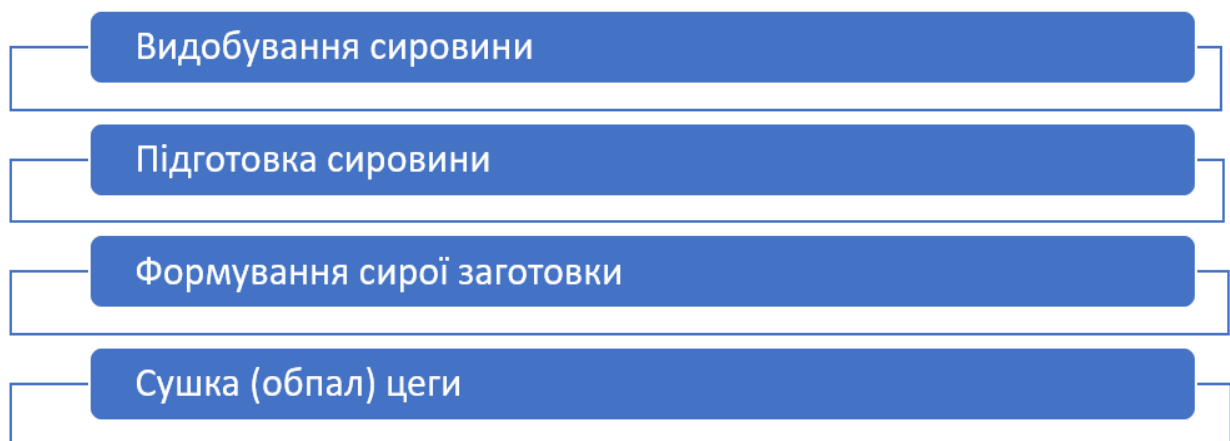 Видобування сировини
Підготовка сировини
Формування сирої заготовки
Сушка (обпал) цеги